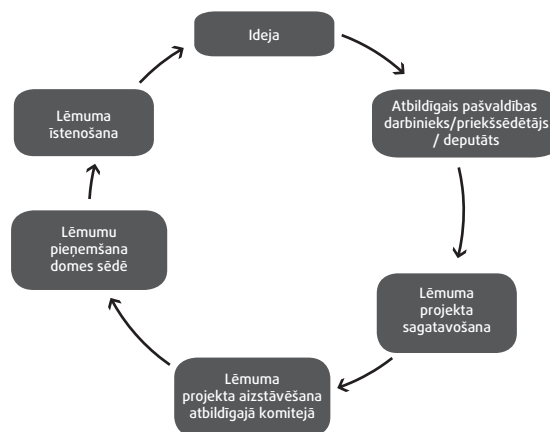 Ideja
Atbildīgais pašvaldības
darbinieks/priekšsēdētājs
/ deputāts
Lēmuma
projekta
sagatavošana
Lēmuma
projekta aizstāvēšana
atbildīgajā komitejā
Lēmumu
pieņemšana
domes sēdē
Lēmuma
īstenošana